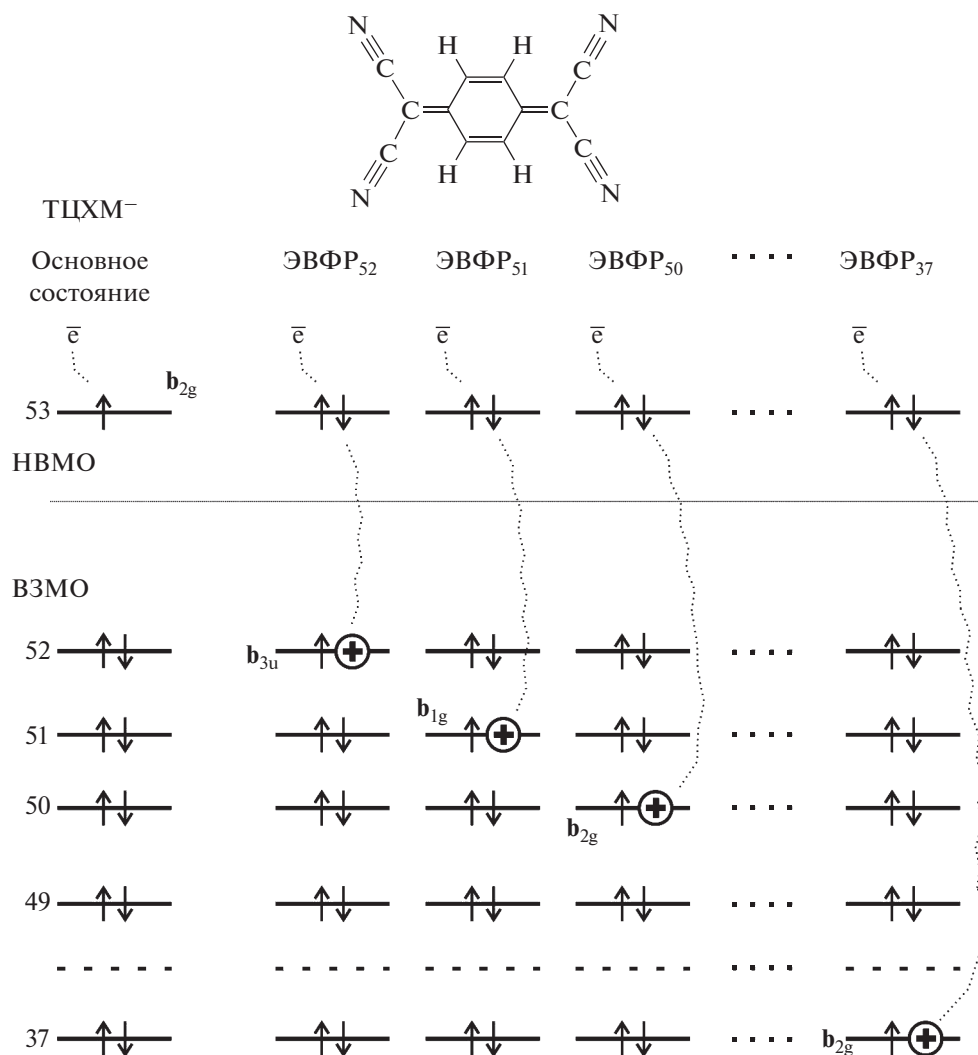 N N
C H H C
C C
C H H C
N N
ТЦХМ⁻
Основное состояние ЭВФР₅₂ ЭВФР₅₁ ЭВФР₅₀ ЭВФР₃₇
e̅ e̅ e̅ e̅ e̅
b₂g
53
НВМО
ВЗМО
52 b₃u
b₁g
51
50
b₂g
49
37 b₂g